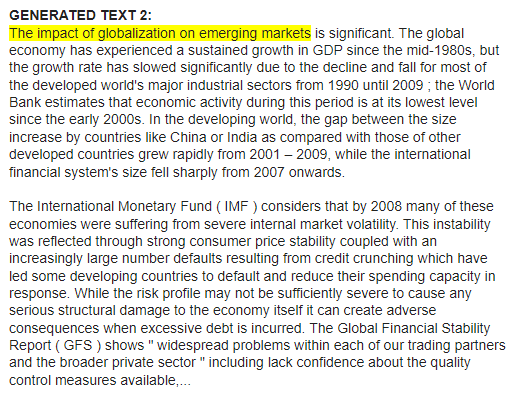 GENERATED TEXT 2:
The impact of globalization on emerging markets is significant. The global
economy has experienced a sustained growth in GDP since the mid-1980s, but
the growth rate has slowed significantly due to the decline and fall for most of
the developed world's major industrial sectors from 1990 until 2009 ; the World
Bank estimates that economic activity during this period is at its lowest level
since the early 2000s. In the developing world, the gap between the size
increase by countries like China or India as compared with those of other
developed countries grew rapidly from 2001 – 2009, while the international
financial system's size fell sharply from 2007 onwards.

The International Monetary Fund ( IMF ) considers that by 2008 many of these
economies were suffering from severe internal market volatility. This instability
was reflected through strong consumer price stability coupled with an
increasingly large number defaults resulting from credit crunching which have
led some developing countries to default and reduce their spending capacity in
response. While the risk profile may not be sufficiently severe to cause any
serious structural damage to the economy itself it can create adverse
consequences when excessive debt is incurred. The Global Financial Stability
Report ( GFS ) shows " widespread problems within each of our trading partners
and the broader private sector " including lack confidence about the quality
control measures available,...